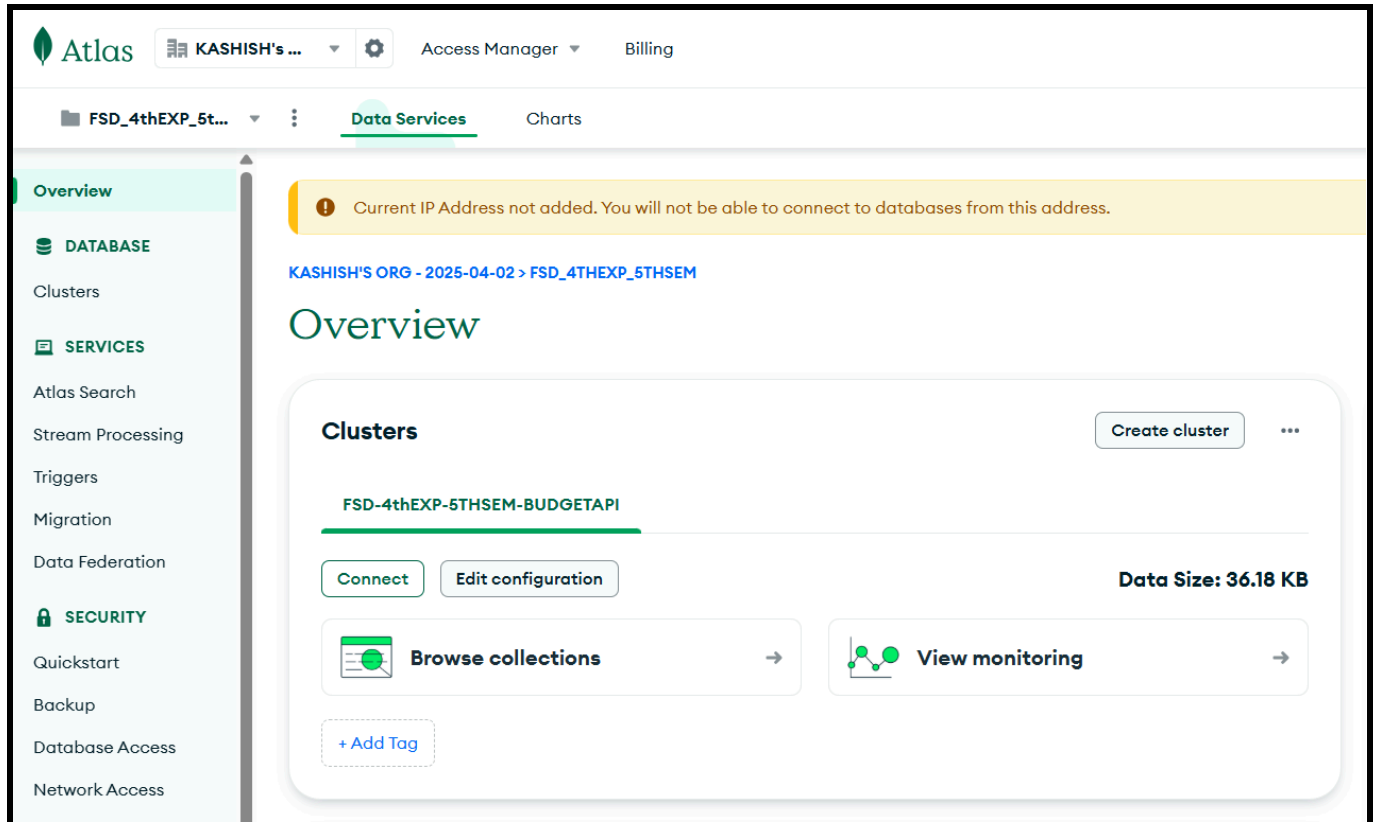 Atlas KASHISH's ... Access Manager Billing
FSD_4thEXP_5t... Data Services Charts
Overview
DATABASE
Clusters
SERVICES
Atlas Search
Stream Processing
Triggers
Migration
Data Federation
SECURITY
Quickstart
Backup
Database Access
Network Access
Current IP Address not added. You will not be able to connect to databases from this address.
KASHISH'S ORG - 2025-04-02 > FSD_4THEXP_5THSEM
Overview
Clusters Create cluster
FSD-4thEXP-5THSEM-BUDGETAPI
Connect Edit configuration Data Size: 36.18 KB
Browse collections View monitoring
+ Add Tag